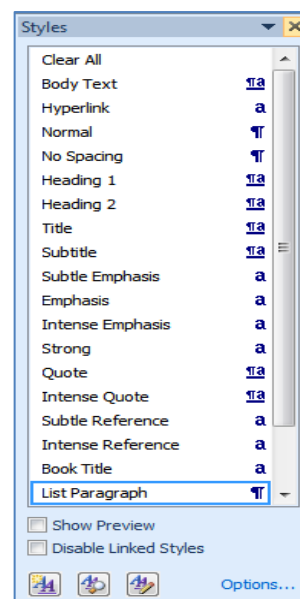 Styles
Clear All
Body Text ¶a
Hyperlink a
Normal ¶
No Spacing ¶
Heading 1 ¶a
Heading 2 ¶a
Title ¶a
Subtitle ¶a
Subtle Emphasis a
Emphasis a
Intense Emphasis a
Strong a
Quote ¶a
Intense Quote ¶a
Subtle Reference a
Intense Reference a
Book Title a
List Paragraph ¶
Show Preview
Disable Linked Styles
Options...